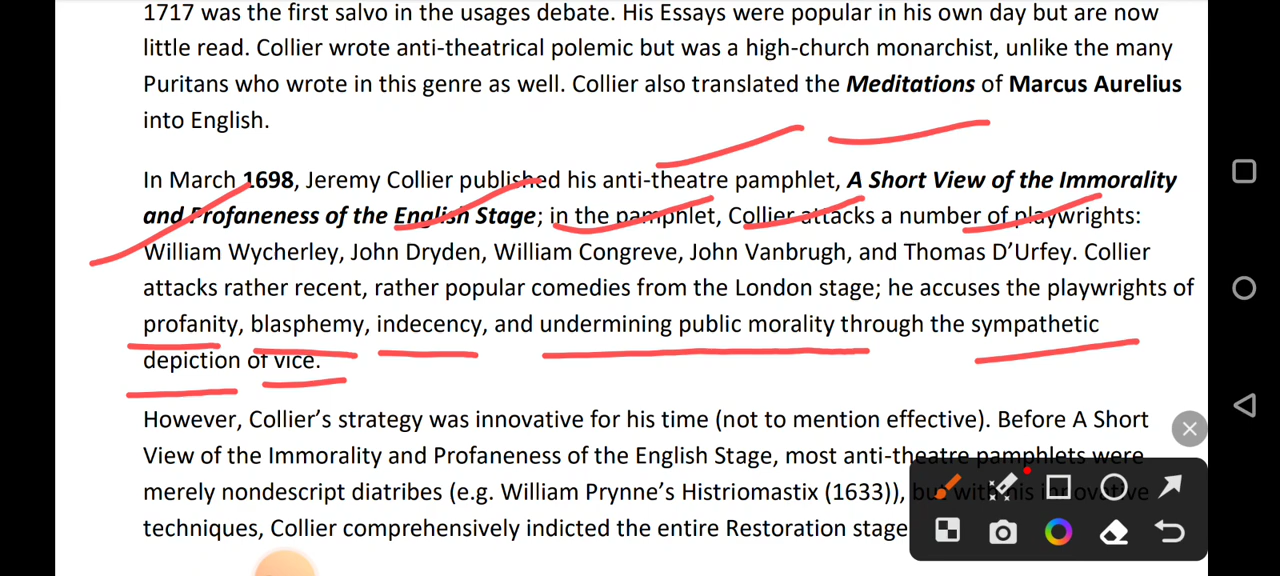 1717 was the first salvo in the usages debate. His Essays were popular in his own day but are now
little read. Collier wrote anti-theatrical polemic but was a high-church monarchist, unlike the many
Puritans who wrote in this genre as well. Collier also translated the Meditations of Marcus Aurelius
into English.
In March 1698, Jeremy Collier published his anti-theatre pamphlet, A Short View of the Immorality
and Profaneness of the English Stage; in the pamphlet, Collier attacks a number of playwrights:
William Wycherley, John Dryden, William Congreve, John Vanbrugh, and Thomas D’Urfey. Collier
attacks rather recent, rather popular comedies from the London stage; he accuses the playwrights of
profanity, blasphemy, indecency, and undermining public morality through the sympathetic
depiction of vice.
However, Collier’s strategy was innovative for his time (not to mention effective). Before A Short
View of the Immorality and Profaneness of the English Stage, most anti-theatre pamphlets were
merely nondescript diatribes (e.g. William Prynne’s Histriomastix (1633)), but with his innovative
techniques, Collier comprehensively indicted the entire Restoration stage